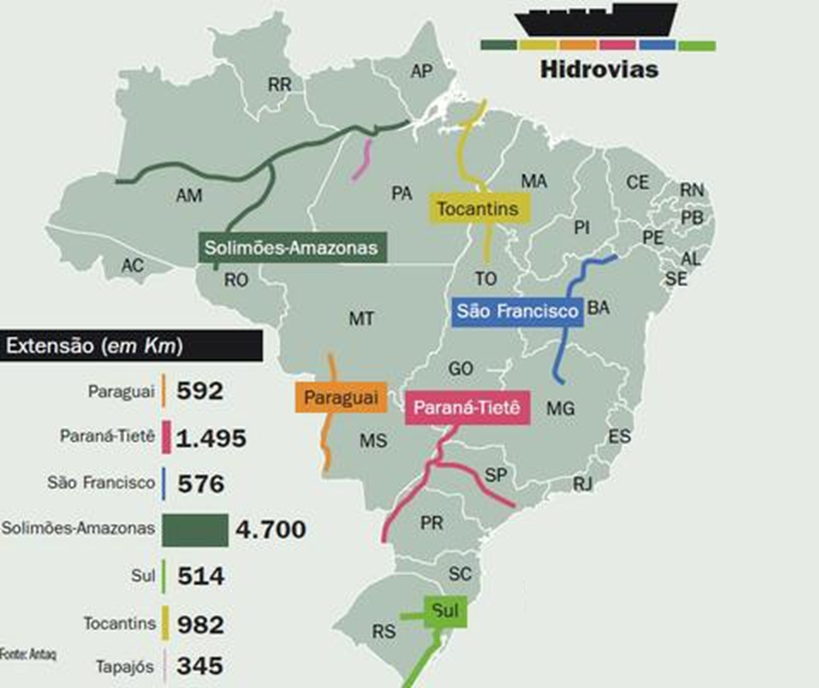 Hidrovias
AP
RR
AM
PA
MA
CE
RN
PB
PI
PE
AL
SE
Tocantins
Solimões-Amazonas
AC
RO
TO
MT
São Francisco
BA
GO
Paraguai
Paraná-Tietê
MG
ES
MS
SP
RJ
PR
SC
Sul
RS
Extensão (em Km)
Paraguai 592
Paraná-Tietê 1.495
São Francisco 576
Solimões-Amazonas 4.700
Sul 514
Tocantins 982
Tapajós 345
Fonte: Antaq